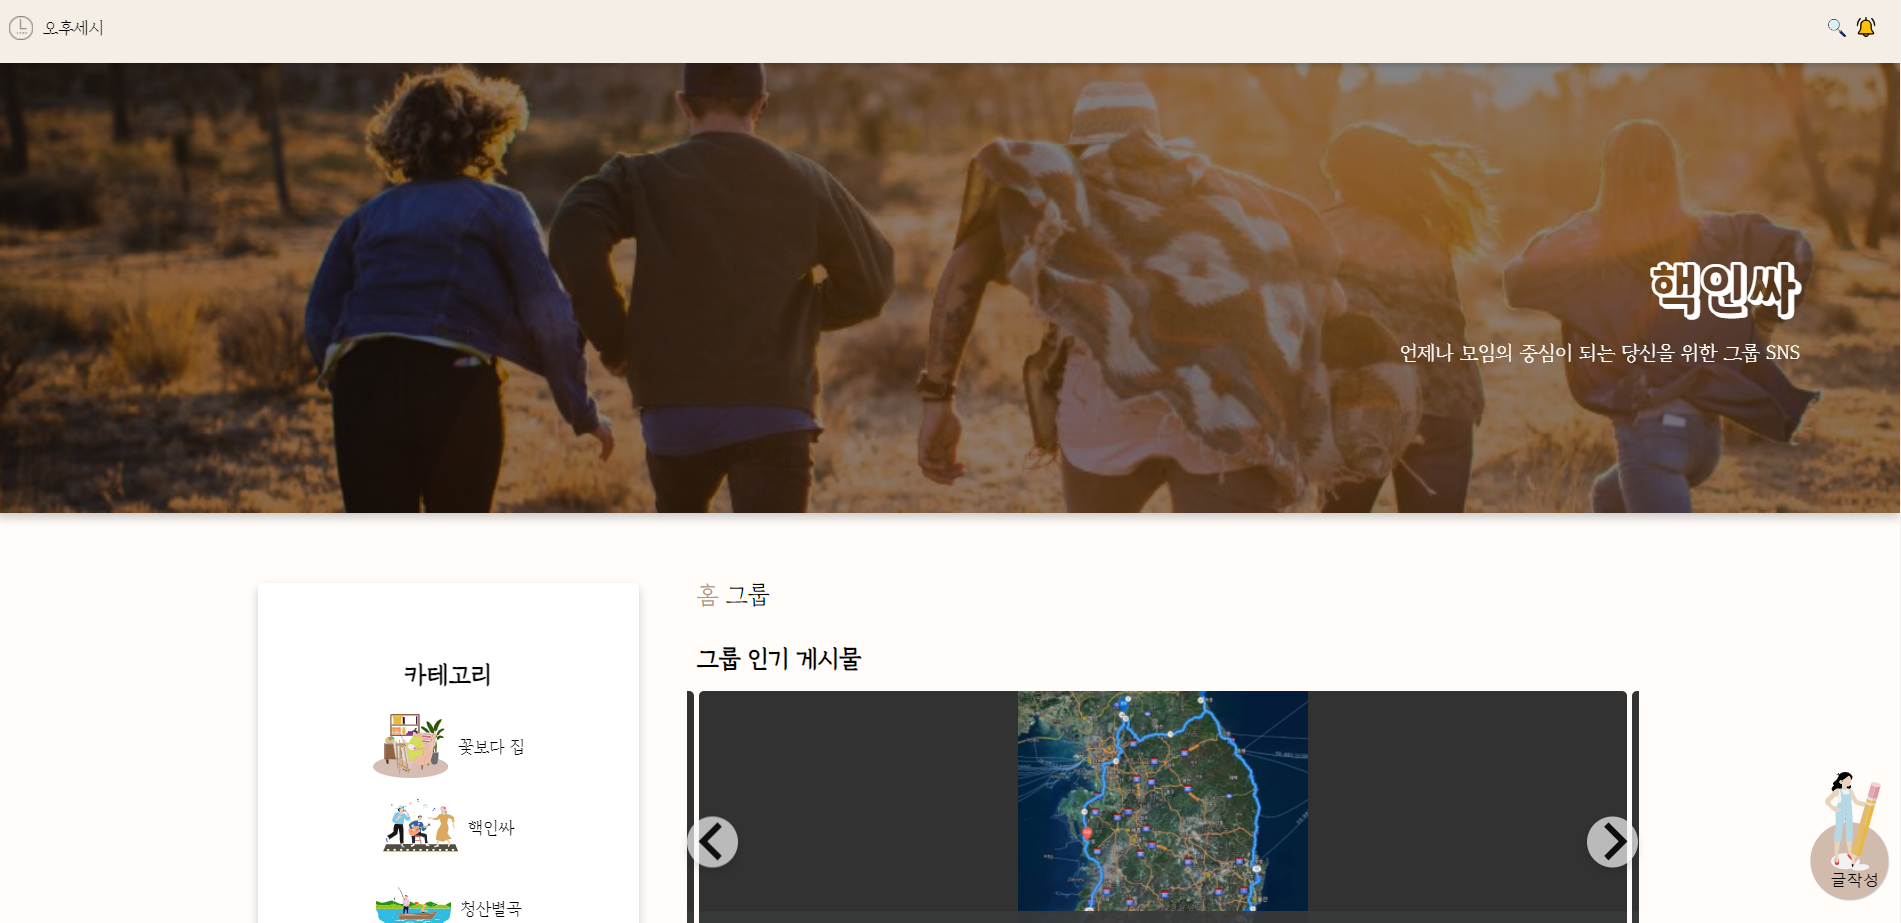 오후세시
핵인싸
언제나 모임의 중심이 되는 당신을 위한 그룹 SNS
홈 그룹
그룹 인기 게시물
카테고리
꽃보다 집
핵인싸
청산별곡
글작성